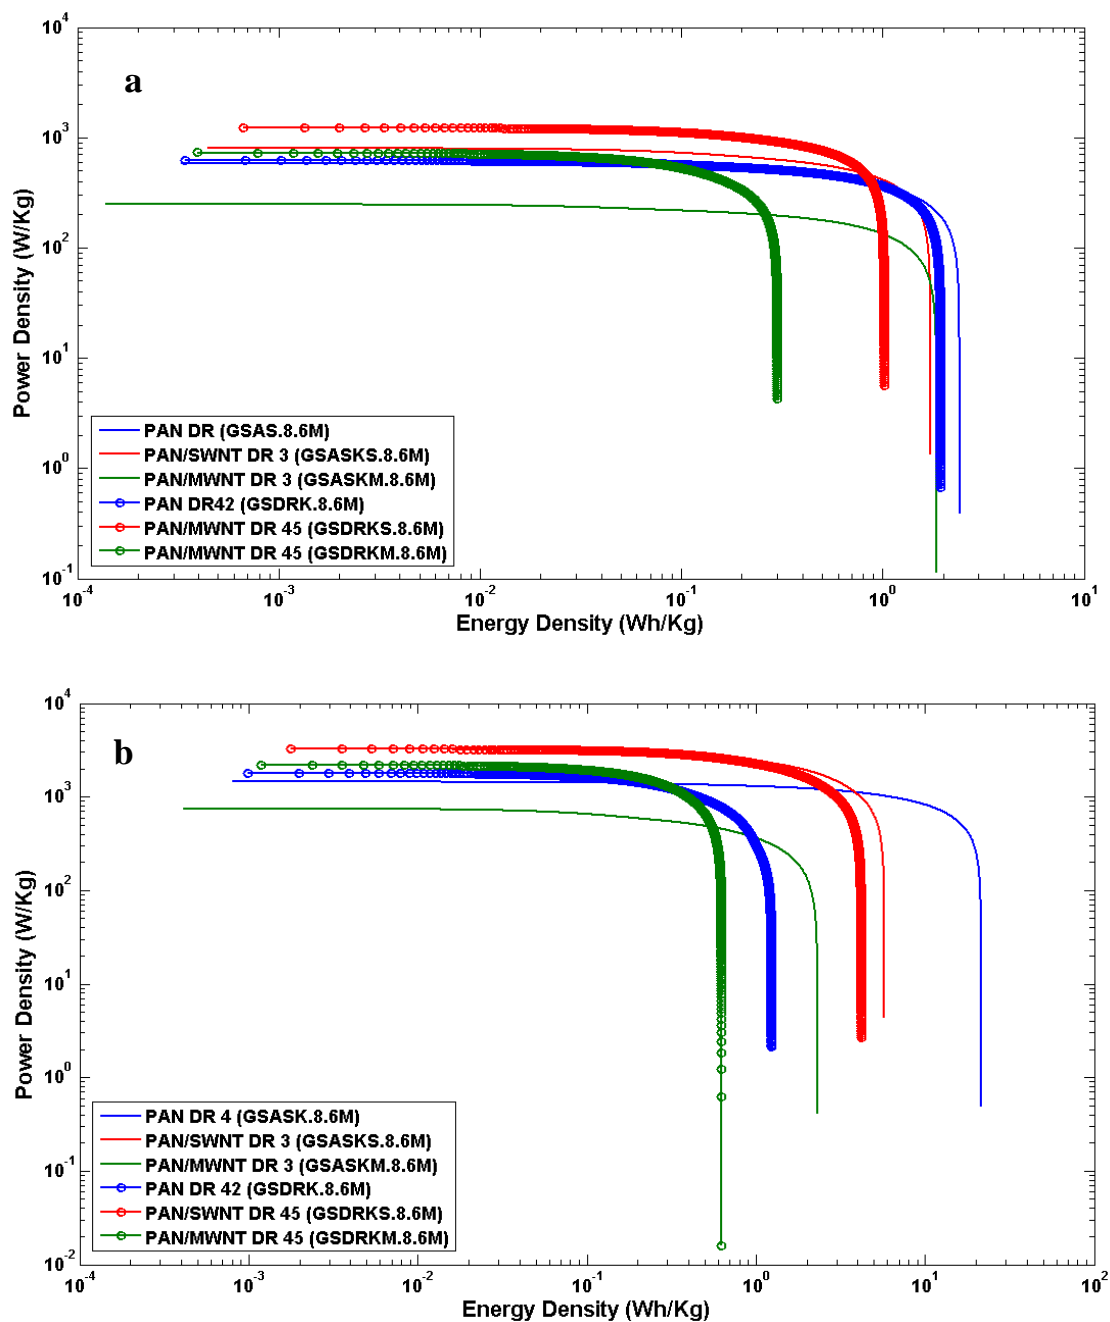 a
10^4
10^3
10^2
10^1
10^0
10^-1
Power Density (W/Kg)
PAN DR (GSAS.8.6M)
PAN/SWNT DR 3 (GSASKS.8.6M)
PAN/MWNT DR 3 (GSASKM.8.6M)
PAN DR42 (GSDRK.8.6M)
PAN/MWNT DR 45 (GSDRKS.8.6M)
PAN/MWNT DR 45 (GSDRKM.8.6M)
10^-4 10^-3 10^-2 10^-1 10^0 10^1
Energy Density (Wh/Kg)
b
10^4
10^3
10^2
10^1
10^0
10^-1
10^-2
Power Density (W/Kg)
PAN DR 4 (GSASK.8.6M)
PAN/SWNT DR 3 (GSASKS.8.6M)
PAN/MWNT DR 3 (GSASKM.8.6M)
PAN DR 42 (GSDRK.8.6M)
PAN/SWNT DR 45 (GSDRKS.8.6M)
PAN/MWNT DR 45 (GSDRKM.8.6M)
10^-4 10^-3 10^-2 10^-1 10^0 10^1 10^2
Energy Density (Wh/Kg)